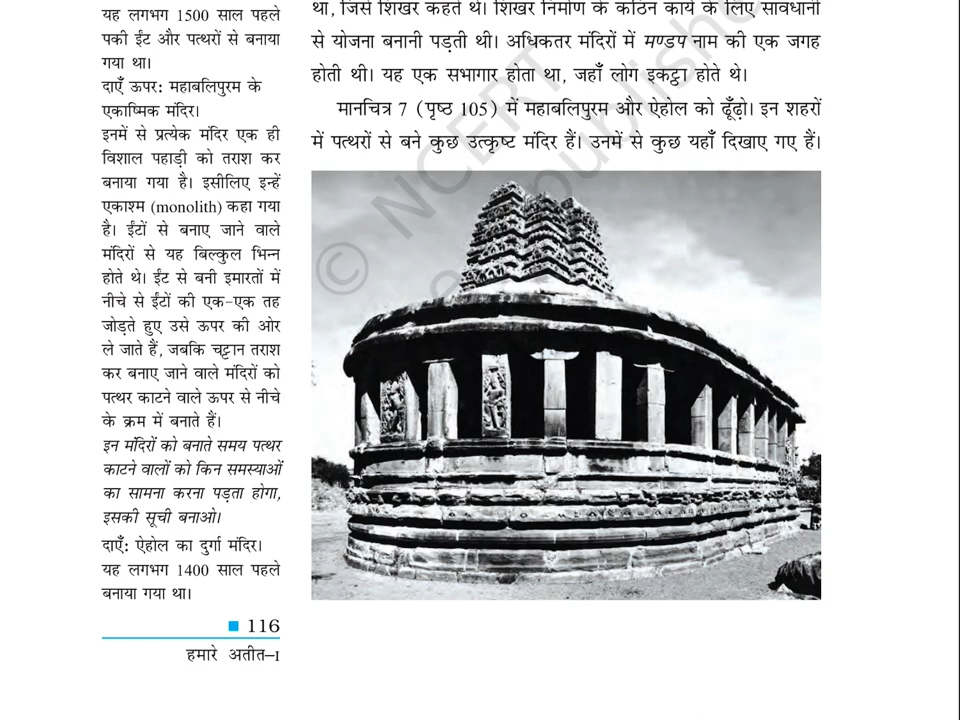 यह लगभग 1500 साल पहले
पकी ईंट और पत्थरों से बनाया
गया था।
दाएँ ऊपर: महाबलिपुरम के
एकाष्मिक मंदिर।
इनमें से प्रत्येक मंदिर एक ही
विशाल पहाड़ी को तराश कर
बनाया गया है। इसीलिए इन्हें
एकाश्म (monolith) कहा गया
है। ईंटों से बनाए जाने वाले
मंदिरों से यह बिल्कुल भिन्न
होते थे। ईंट से बनी इमारतों में
नीचे से ईंटों की एक-एक तह
जोड़ते हुए उसे ऊपर की ओर
ले जाते हैं, जबकि चट्टान तराश
कर बनाए जाने वाले मंदिरों को
पत्थर काटने वाले ऊपर से नीचे
के क्रम में बनाते हैं।
इन मंदिरों को बनाते समय पत्थर
काटने वालों को किन समस्याओं
का सामना करना पड़ता होगा,
इसकी सूची बनाओ।
दाएँ: ऐहोल का दुर्गा मंदिर।
यह लगभग 1400 साल पहले
बनाया गया था।
था, जिसे शिखर कहते थे। शिखर निर्माण के कठिन कार्य के लिए सावधानी
से योजना बनानी पड़ती थी। अधिकतर मंदिरों में मण्डप नाम की एक जगह
होती थी। यह एक सभागार होता था, जहाँ लोग इकट्ठा होते थे।
मानचित्र 7 (पृष्ठ 105) में महाबलिपुरम और ऐहोल को ढूँढ़ो। इन शहरों
में पत्थरों से बने कुछ उत्कृष्ट मंदिर हैं। उनमें से कुछ यहाँ दिखाए गए हैं।
© NCERT
republishe
116
हमारे अतीत–I